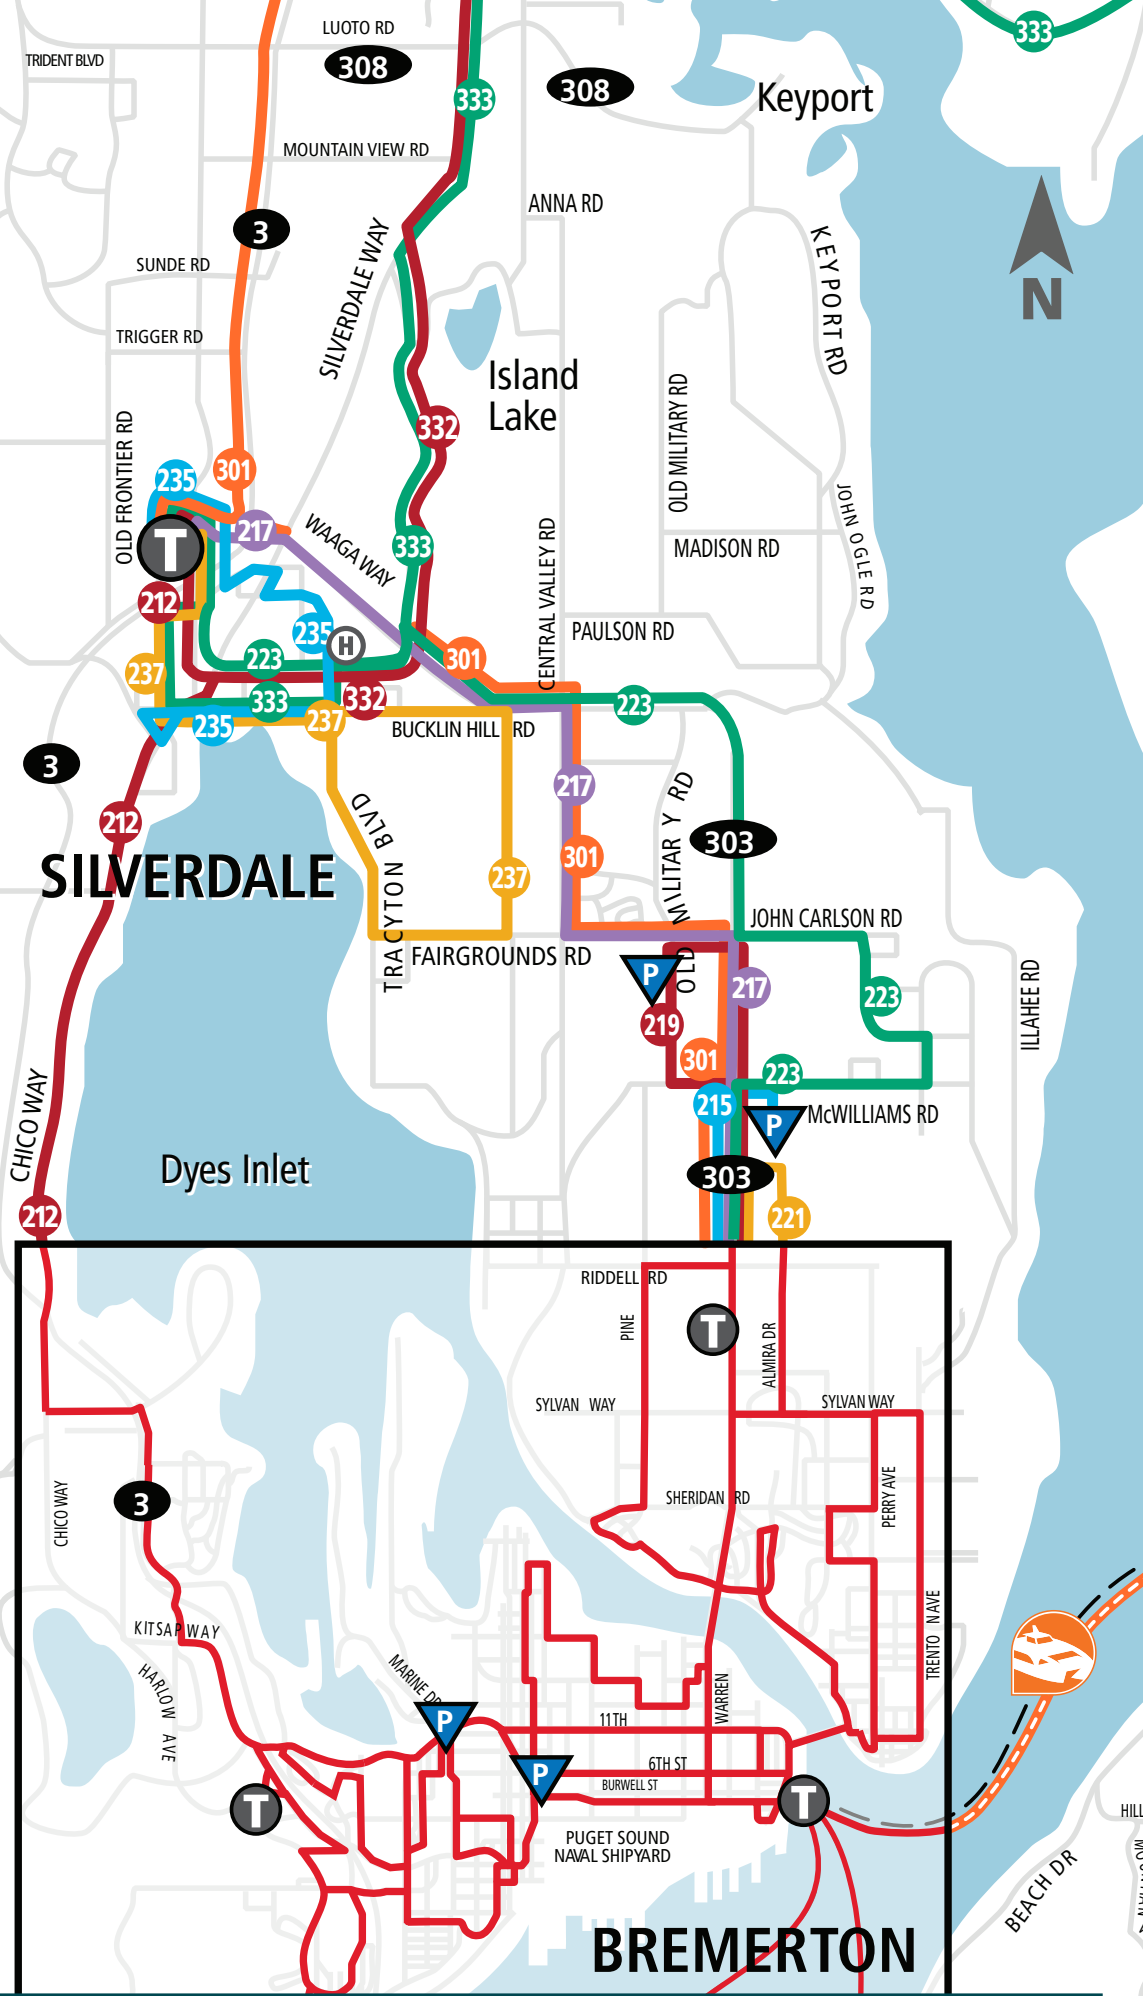 LUOTO RD
333
TRIDENT BLVD
308
308
333
Keyport
MOUNTAIN VIEW RD
ANNA RD
3
SILVERDALE WAY
KEYPORT RD
SUNDE RD
N
TRIGGER RD
Island
Lake
OLD MILITARY RD
OLD FRONTIER RD
332
235
301
217
WAAGA WAY
JOHN OGLE RD
T
333
CENTRAL VALLEY RD
MADISON RD
212
235
H
PAULSON RD
223
301
237
333
332
223
235
237
BUCKLIN HILL RD
3
217
OLD MILITARY RD
212
BLVD
TRACYTON
303
301
SILVERDALE
237
JOHN CARLSON RD
FAIRGROUNDS RD
P
217
223
ILLAHEE RD
219
301
223
CHICO WAY
215
P
McWILLIAMS RD
Dyes Inlet
303
212
221
RIDDELL RD
PINE
T
ALMIRA DR
SYLVAN WAY
SYLVAN WAY
CHICO WAY
3
SHERIDAN RD
PERRY AVE
KITSAP WAY
TRENTON AVE
HARLOW AVE
MARINE DR
WARREN
P
11TH
6TH ST
P
BURWELL ST
T
T
PUGET SOUND
NAVAL SHIPYARD
HILL
BEACH DR
BREMERTON